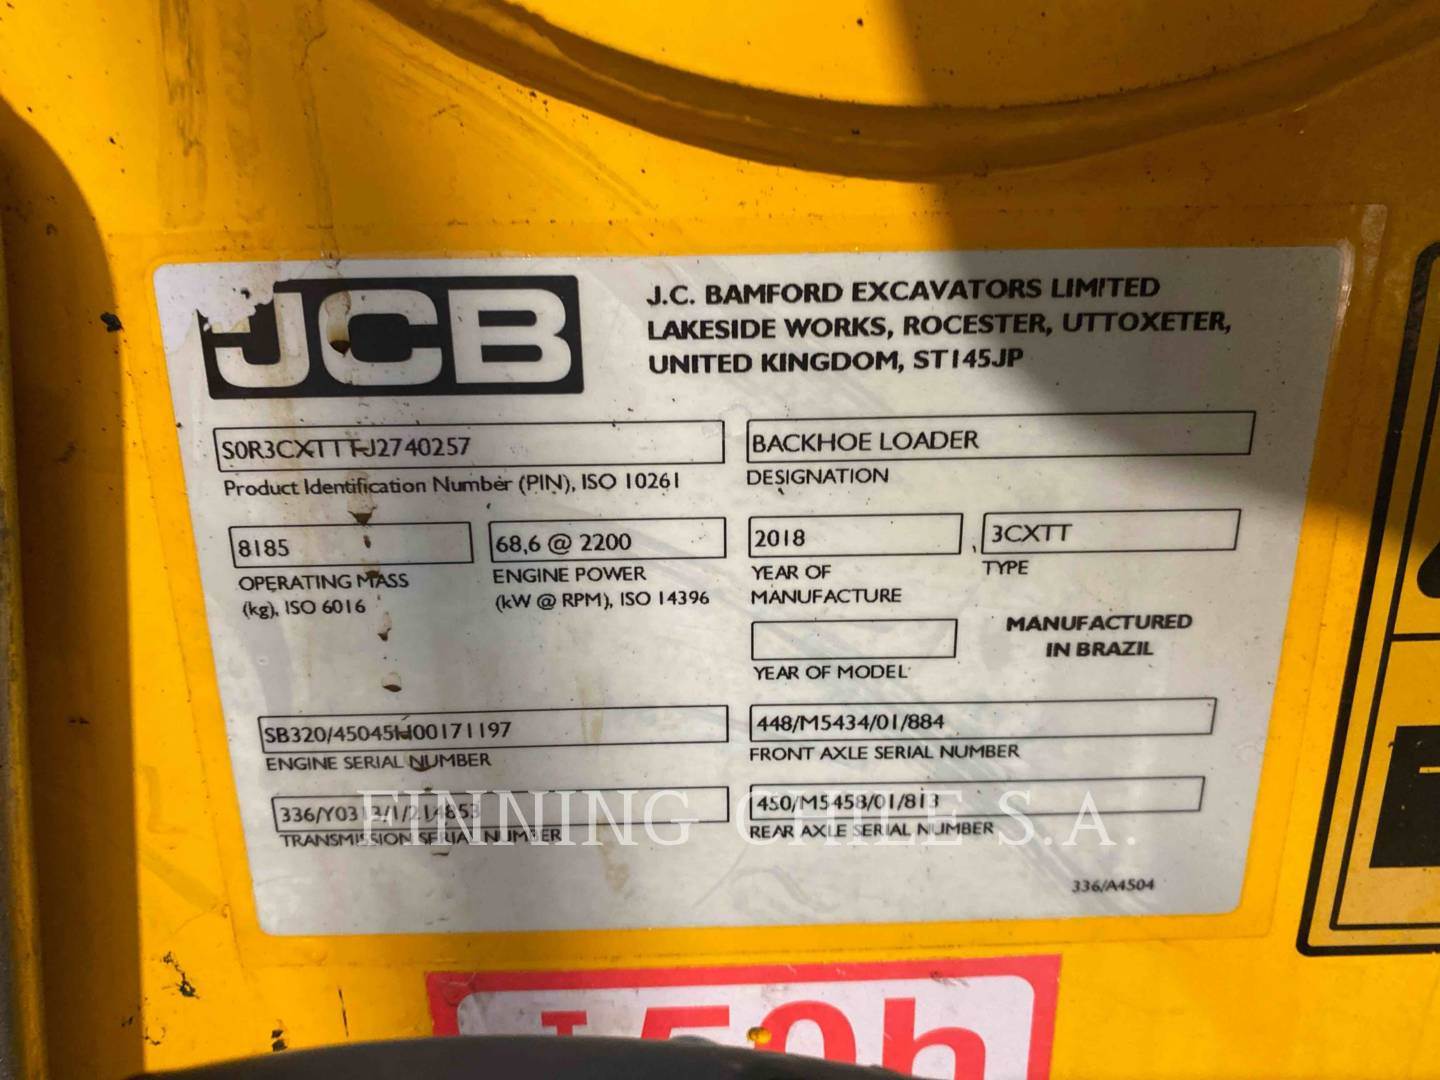 JCB
J.C. BAMFORD EXCAVATORS LIMITED
LAKESIDE WORKS, ROCESTER, UTTOXETER,
UNITED KINGDOM, ST145JP
S0R3CXTTTJ2740257
Product Identification Number (PIN), ISO 10261
BACKHOE LOADER
DESIGNATION
8185
OPERATING MASS
(kg), ISO 6016
68,6 @ 2200
ENGINE POWER
(kW @ RPM), ISO 14396
2018
YEAR OF
MANUFACTURE
3CXTT
TYPE
YEAR OF MODEL
MANUFACTURED
IN BRAZIL
SB320/45045H00171197
ENGINE SERIAL NUMBER
448/M5434/01/884
FRONT AXLE SERIAL NUMBER
336/Y0313/1/214853
TRANSMISSION SERIAL NUMBER
450/M5458/01/813
REAR AXLE SERIAL NUMBER
FINNING CHILE S.A.
336/A4504